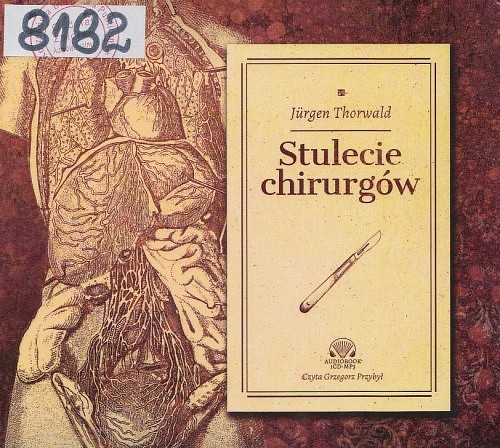 8182
Jürgen Thorwald
Stulecie
chirurgów
AUDIOBOOK
1CD-MP3
Czyta Grzegorz Przybył